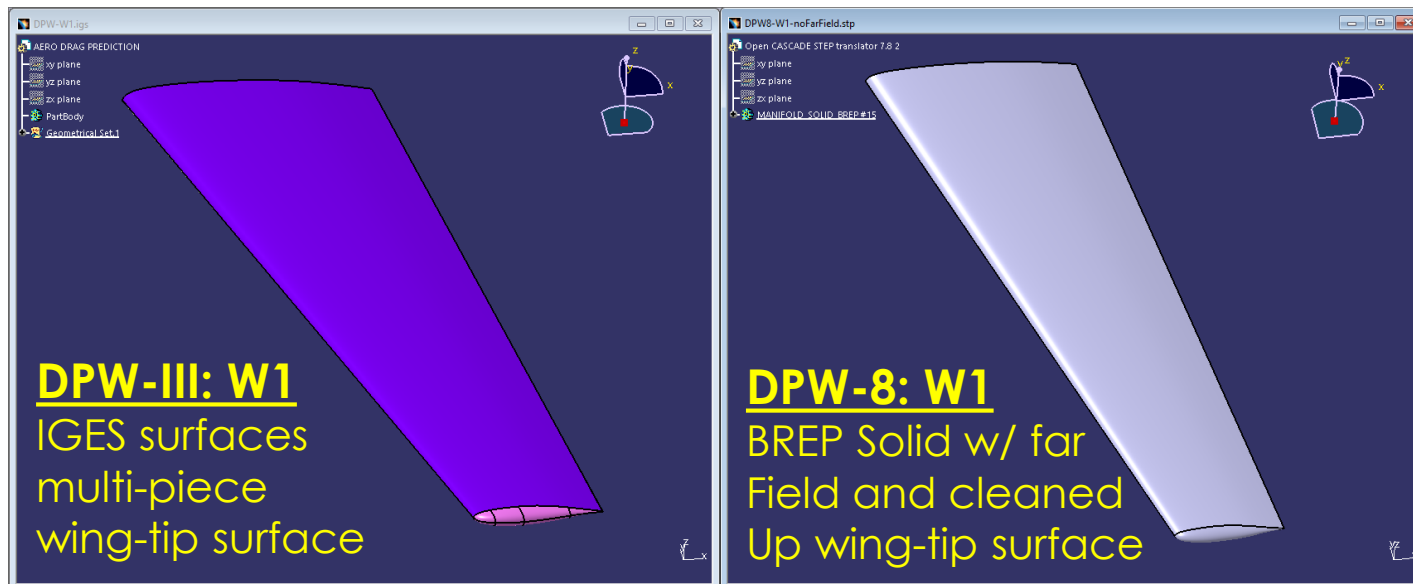 DPW-W1.igs
AERO DRAG PREDICTION
xy plane
yz plane
zx plane
PartBody
Geometrical Set.1
z
y
x
DPW-III: W1
IGES surfaces
multi-piece
wing-tip surface
z
x
DPW8-W1-noFarField.stp
Open CASCADE STEP translator 7.8 2
xy plane
yz plane
zx plane
MANIFOLD_SOLID_BREP #15
y z
x
DPW-8: W1
BREP Solid w/ far
Field and cleaned
Up wing-tip surface